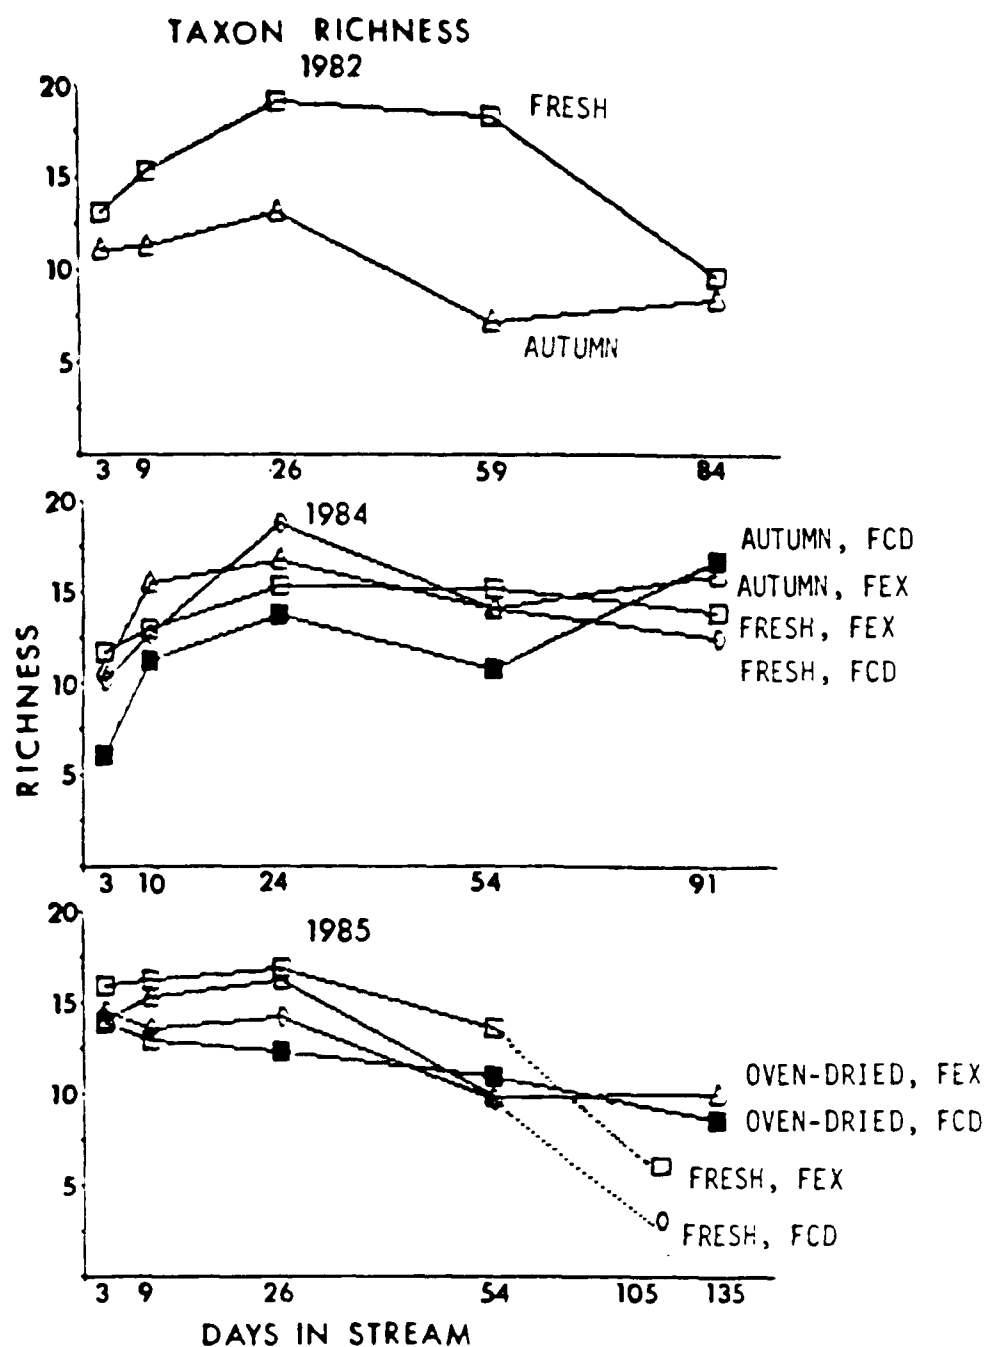 TAXON RICHNESS
1982
20
15
10
5
FRESH
AUTUMN
3 9 26 59 84
20
15
10
5
1984
AUTUMN, FCD
AUTUMN, FEX
FRESH, FEX
FRESH, FCD
RICHNESS
3 10 24 54 91
20
15
10
5
1985
OVEN-DRIED, FEX
OVEN-DRIED, FCD
FRESH, FEX
FRESH, FCD
3 9 26 54 105 135
DAYS IN STREAM